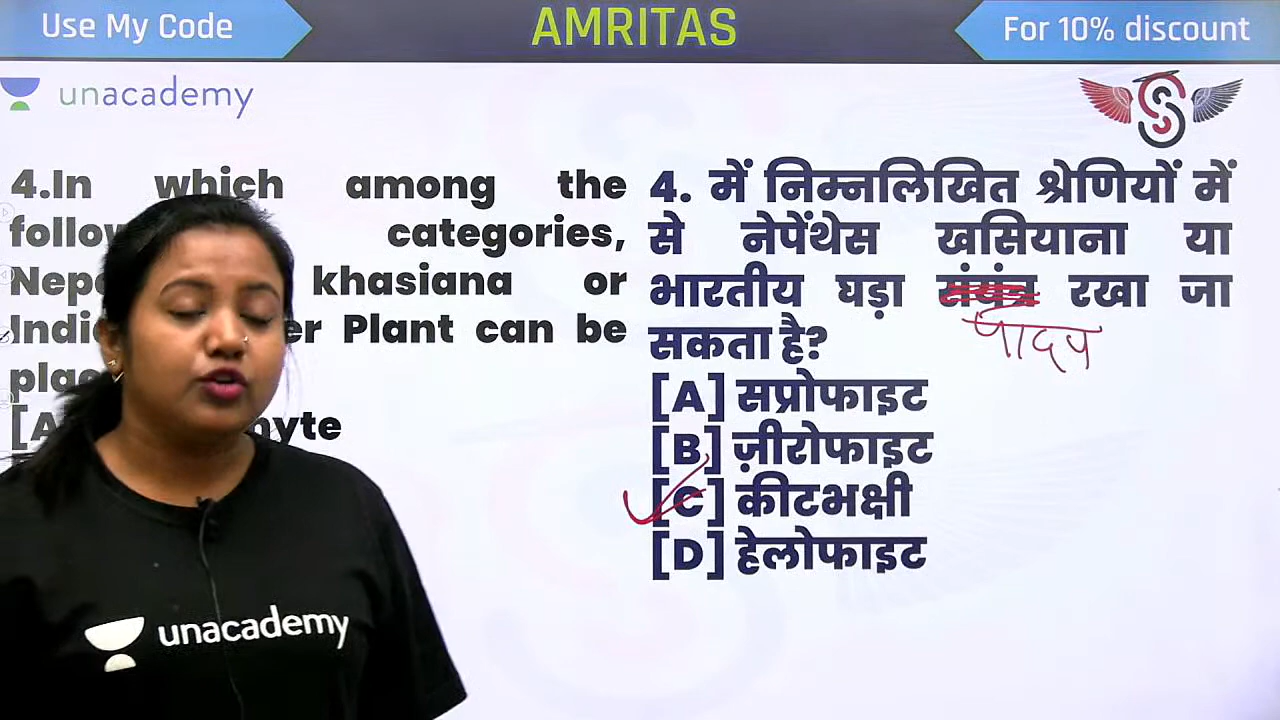 Use My Code
AMRITAS
For 10% discount
unacademy
4.In which among the
categories,
khasiana or
Plant can be
4. में निम्नलिखित श्रेणियों में
से नेपेंथेस खसियाना या
भारतीय घड़ा संयंत्र रखा जा
पादप
सकता है?
[A] सप्रोफाइट
[B] ज़ीरोफाइट
[C] कीटभक्षी
[D] हेलोफाइट
unacademy